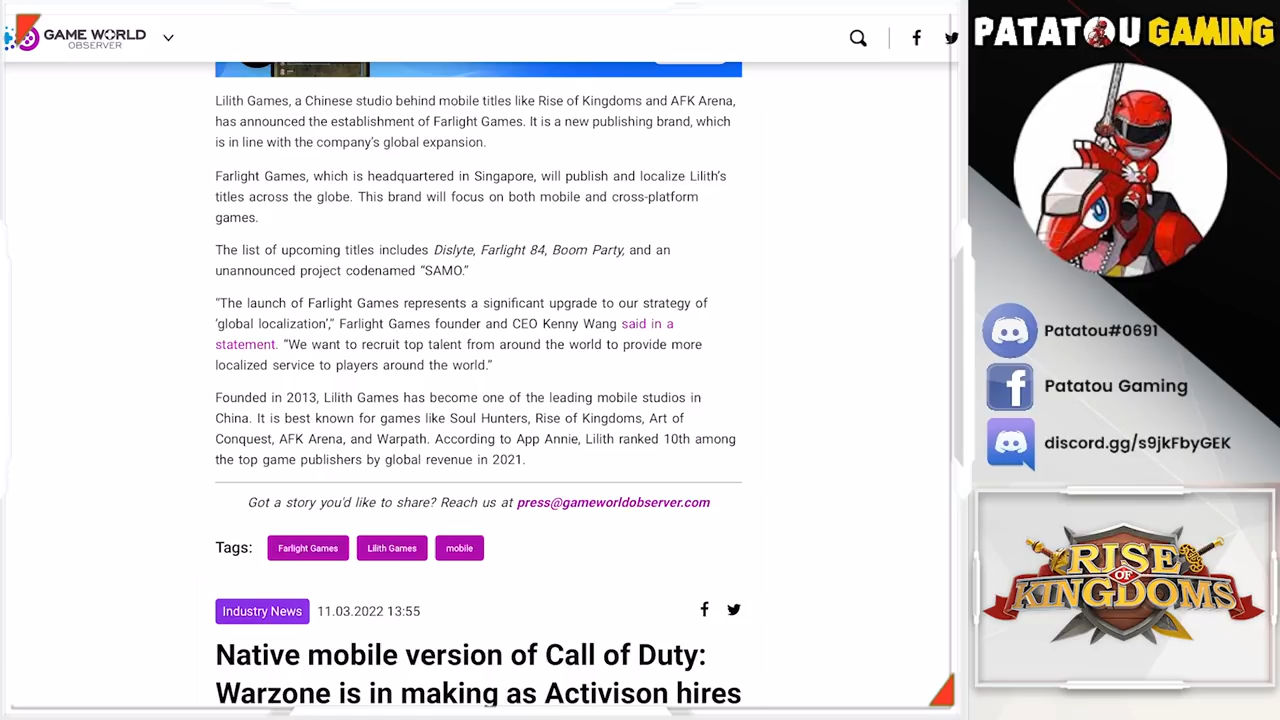 GAME WORLD
OBSERVER
PATATOU GAMING
Lilith Games, a Chinese studio behind mobile titles like Rise of Kingdoms and AFK Arena,
has announced the establishment of Farlight Games. It is a new publishing brand, which
is in line with the company's global expansion.
Farlight Games, which is headquartered in Singapore, will publish and localize Lilith's
titles across the globe. This brand will focus on both mobile and cross-platform
games.
The list of upcoming titles includes Dislyte, Farlight 84, Boom Party, and an
unannounced project codenamed “SAMO.”
“The launch of Farlight Games represents a significant upgrade to our strategy of
‘global localization’,” Farlight Games founder and CEO Kenny Wang said in a
statement. “We want to recruit top talent from around the world to provide more
localized service to players around the world.”
Founded in 2013, Lilith Games has become one of the leading mobile studios in
China. It is best known for games like Soul Hunters, Rise of Kingdoms, Art of
Conquest, AFK Arena, and Warpath. According to App Annie, Lilith ranked 10th among
the top game publishers by global revenue in 2021.
Got a story you'd like to share? Reach us at press@gameworldobserver.com
Tags: Farlight Games Lilith Games mobile
Industry News 11.03.2022 13:55
Native mobile version of Call of Duty:
Warzone is in making as Activison hires
Patatou#0691
Patatou Gaming
discord.gg/s9jkFbyGEK
RISE
OF
KINGDOMS